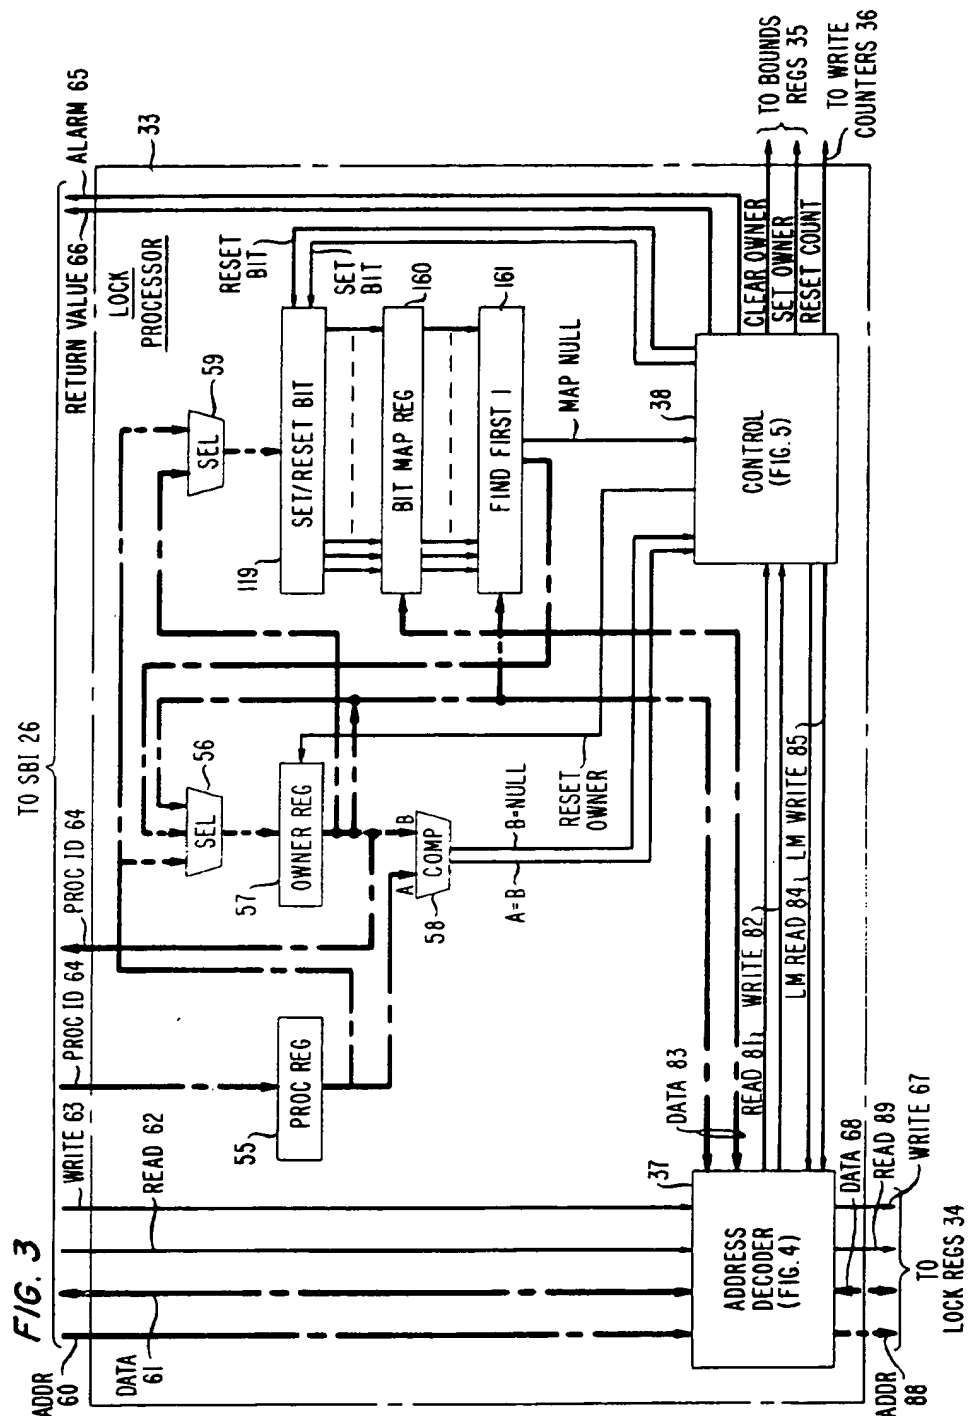 FIG. 3
TO SBI 26
ADDR
60
DATA
61
READ 62
WRITE 63
PROC ID 64
PROC ID 64
RETURN VALUE 66
ALARM 65
33
LOCK
PROCESSOR
55
PROC REG
56
SEL
57
OWNER REG
A
B
COMP
58
A=B
B=NULL
RESET
OWNER
59
SEL
RESET
BIT
SET
BIT
119
SET/RESET BIT
160
BIT MAP REG
161
FIND FIRST 1
MAP NULL
DATA 83
READ 81
WRITE 82
LM READ 84
LM WRITE 85
37
ADDRESS
DECODER
(FIG. 4)
38
CONTROL
(FIG. 5)
CLEAR OWNER
SET OWNER
RESET COUNT
TO BOUNDS
REGS 35
TO WRITE
COUNTERS 36
ADDR
88
DATA 68
READ 89
WRITE 67
TO
LOCK REGS 34